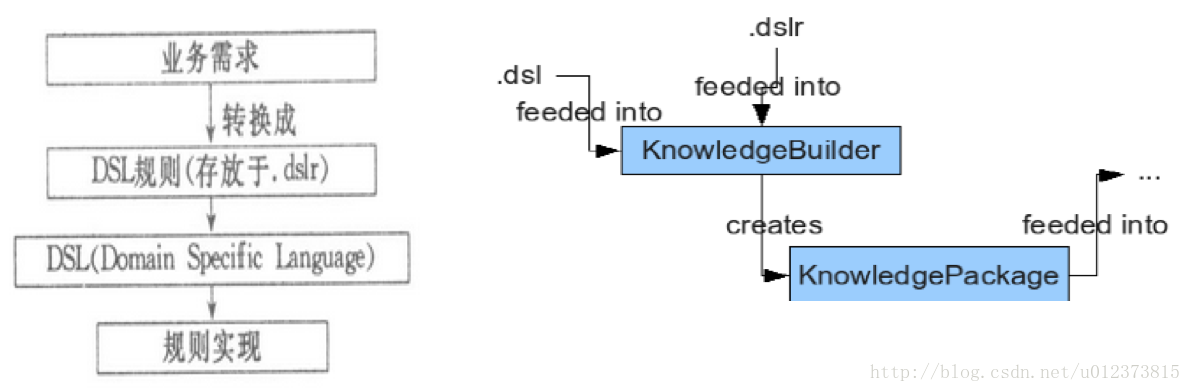 业务需求
转换成
DSL规则(存放于.dslr)
DSL(Domain Specific Language)
规则实现
.dslr
.dsl
feeded into
feeded into
KnowledgeBuilder
...
creates
feeded into
KnowledgePackage
http://blog.csdn.net/u012373815